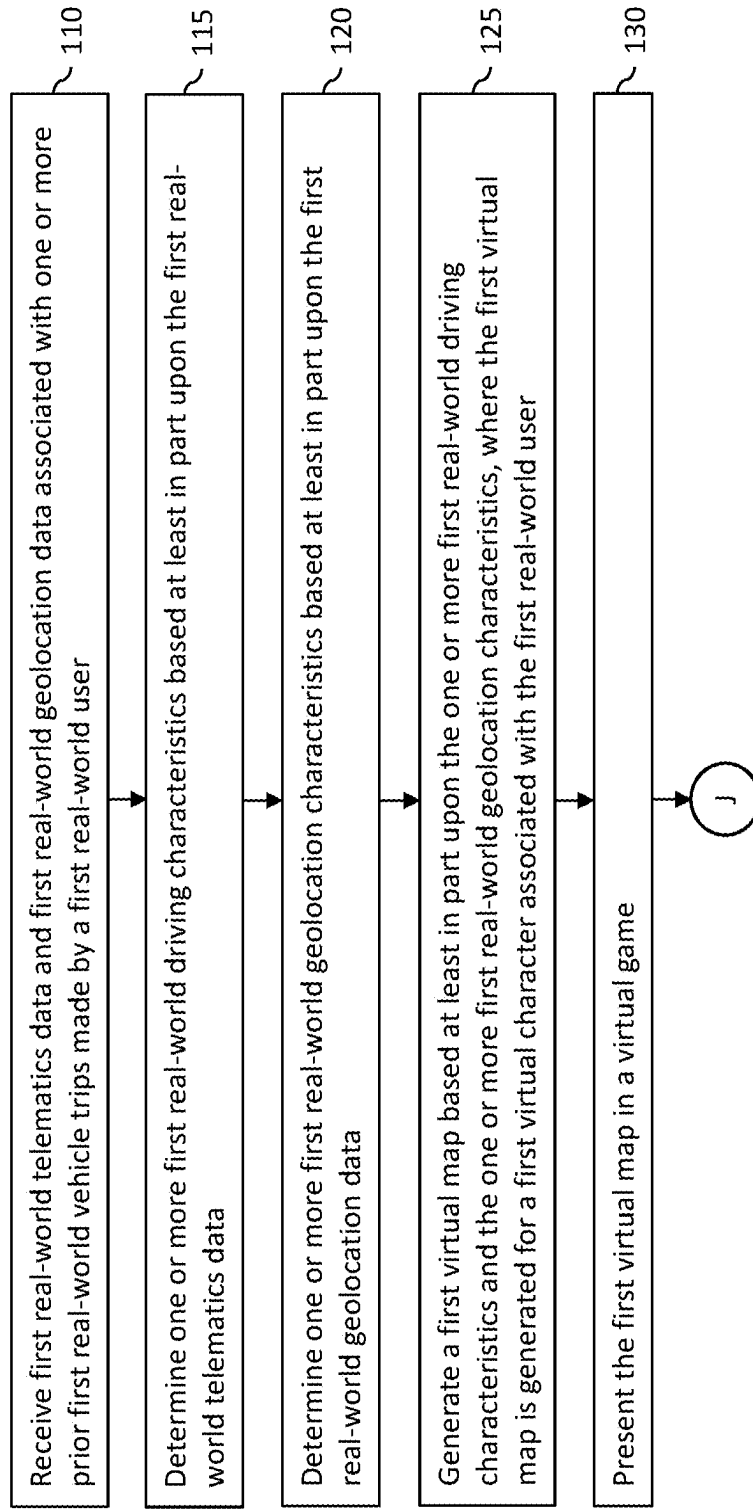 Receive first real-world telematics data and first real-world geolocation data associated with one or more
prior first real-world vehicle trips made by a first real-world user
110
Determine one or more first real-world driving characteristics based at least in part upon the first real-
world telematics data
115
Determine one or more first real-world geolocation characteristics based at least in part upon the first
real-world geolocation data
120
Generate a first virtual map based at least in part upon the one or more first real-world driving
characteristics and the one or more first real-world geolocation characteristics, where the first virtual
map is generated for a first virtual character associated with the first real-world user
125
Present the first virtual map in a virtual game
130
J